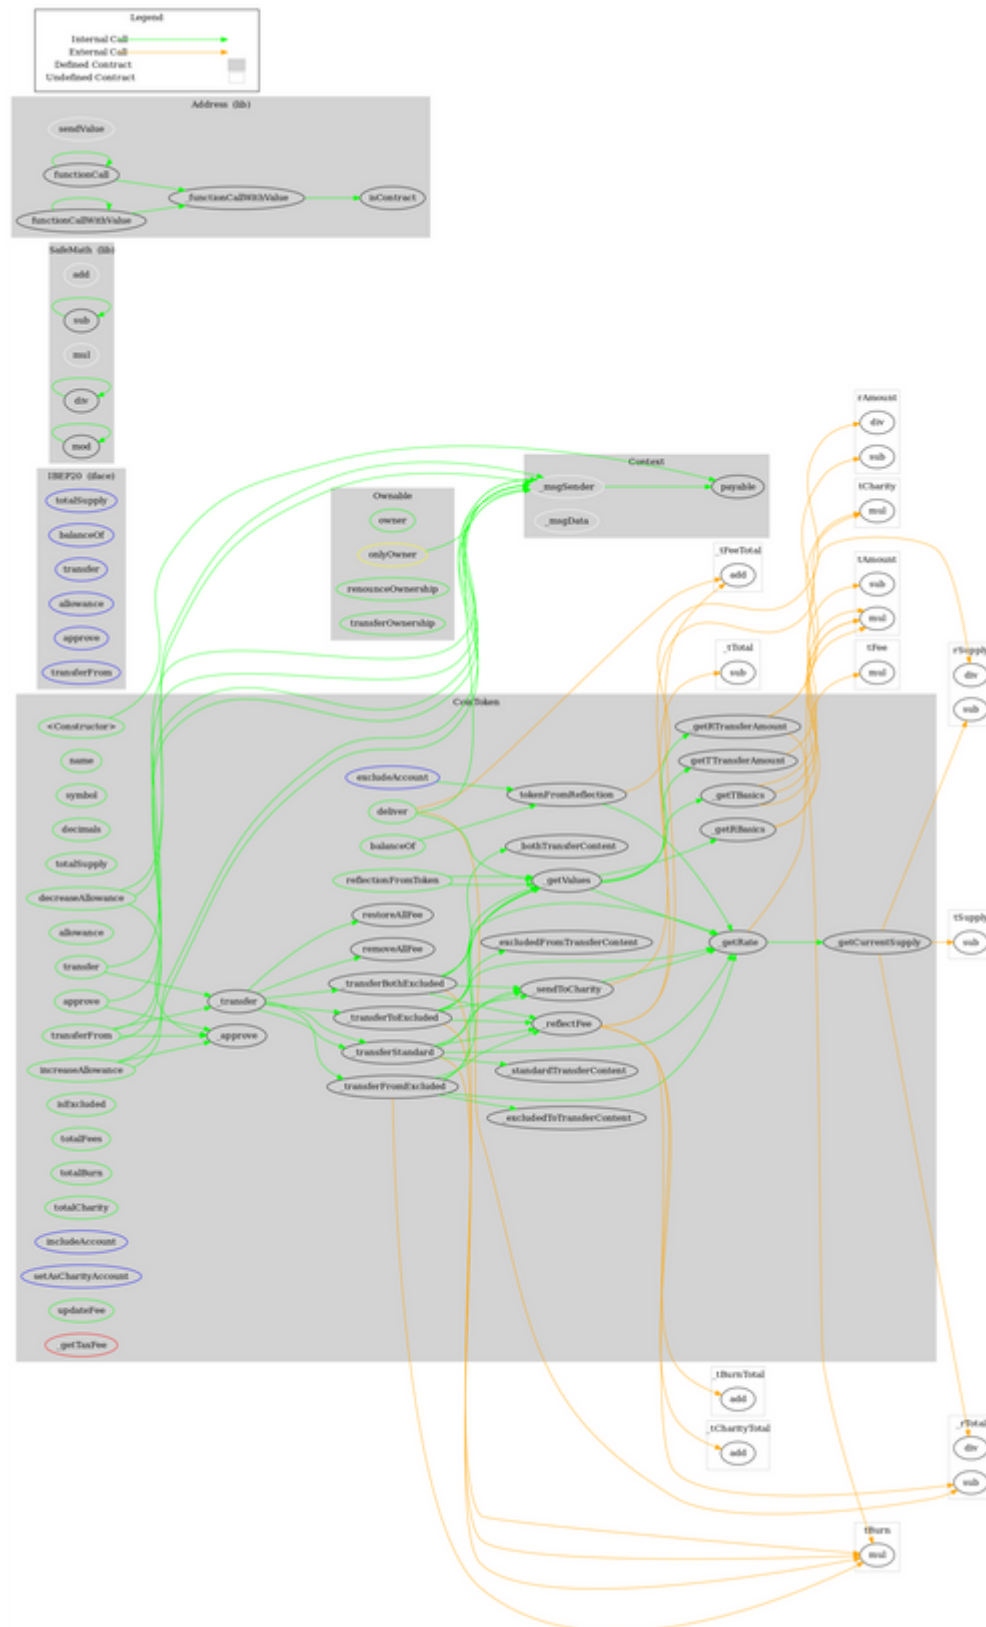 Legend
Internal Call
External Call
Defined Contract
Undefined Contract
Address (lib)
sendValue
functionCall
_functionCallWithValue
isContract
functionCallWithValue
SafeMath (lib)
add
sub
mul
div
mod
IBEP20 (iface)
totalSupply
balanceOf
transfer
allowance
approve
transferFrom
Ownable
owner
onlyOwner
renounceOwnership
transferOwnership
Context
_msgSender
payable
_msgData
rAmount
div
sub
tCharity
mul
tAmount
sub
mul
tFee
mul
_tFeeTotal
add
_tTotal
sub
rSupply
div
sub
CoinToken
<Constructor>
name
symbol
decimals
totalSupply
decreaseAllowance
allowance
transfer
approve
transferFrom
increaseAllowance
isExcluded
totalFees
totalBurn
totalCharity
includeAccount
setAsCharityAccount
updateFee
_getTaxFee
_transfer
_approve
excludeAccount
deliver
balanceOf
reflectionFromToken
restoreAllFee
removeAllFee
_transferBothExcluded
_transferToExcluded
_transferStandard
_transferFromExcluded
tokenFromReflection
_bothTransferContent
_getValues
_excludedFromTransferContent
_sendToCharity
_reflectFee
_standardTransferContent
_excludedToTransferContent
getRTransferAmount
getTTransferAmount
_getTBasics
_getRBasics
_getRate
_getCurrentSupply
tSupply
sub
_tBurnTotal
add
_tCharityTotal
add
_rTotal
div
sub
tBurn
mul